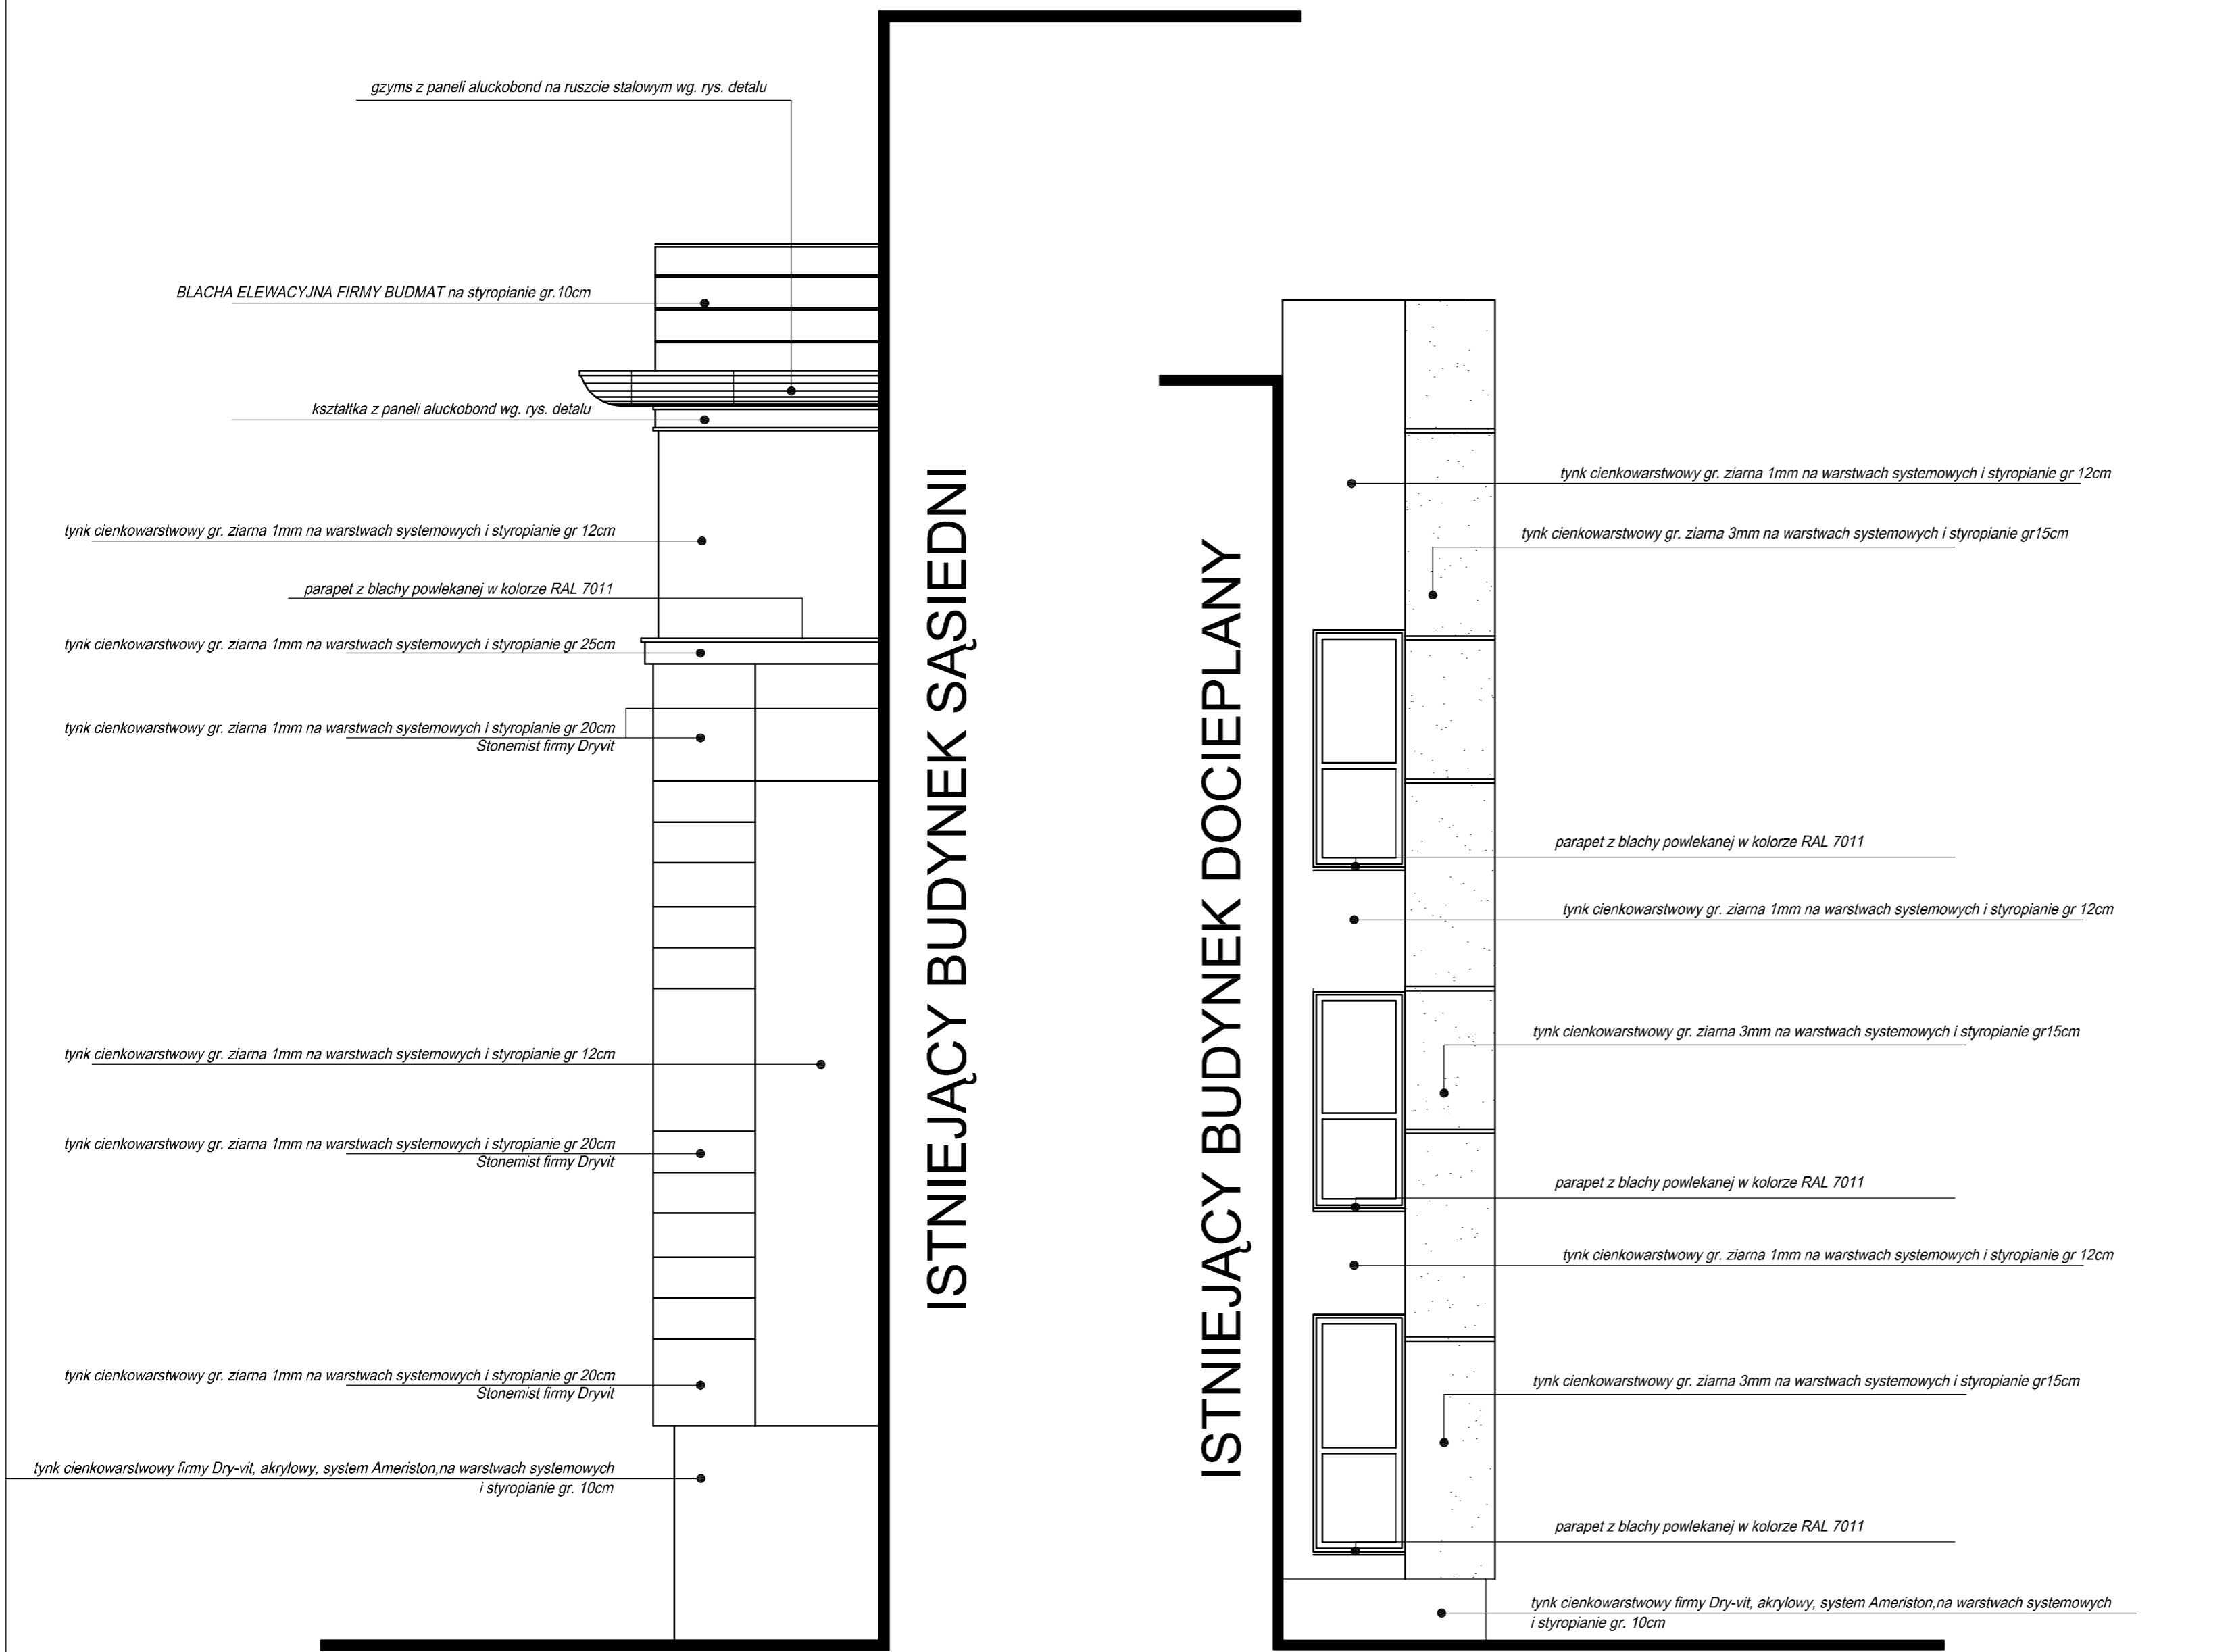 gzyms z paneli aluckobond na ruszcie stalowym wg. rys. detalu
BLACHA ELEWACYJNA FIRMY BUDMAT na styropianie gr.10cm
kształtka z paneli aluckobond wg. rys. detalu
tynk cienkowarstwowy gr. ziarna 1mm na warstwach systemowych i styropianie gr 12cm
parapet z blachy powlekanej w kolorze RAL 7011
tynk cienkowarstwowy gr. ziarna 1mm na warstwach systemowych i styropianie gr 25cm
tynk cienkowarstwowy gr. ziarna 1mm na warstwach systemowych i styropianie gr 20cm
Stonemist firmy Dryvit
tynk cienkowarstwowy gr. ziarna 1mm na warstwach systemowych i styropianie gr 12cm
tynk cienkowarstwowy gr. ziarna 1mm na warstwach systemowych i styropianie gr 20cm
Stonemist firmy Dryvit
tynk cienkowarstwowy gr. ziarna 1mm na warstwach systemowych i styropianie gr 20cm
Stonemist firmy Dryvit
tynk cienkowarstwowy firmy Dry-vit, akrylowy, system Ameriston,na warstwach systemowych
i styropianie gr. 10cm
ISTNIEJĄCY BUDYNEK SĄSIEDNI
ISTNIEJĄCY BUDYNEK DOCIEPLANY
tynk cienkowarstwowy gr. ziarna 1mm na warstwach systemowych i styropianie gr 12cm
tynk cienkowarstwowy gr. ziarna 3mm na warstwach systemowych i styropianie gr15cm
parapet z blachy powlekanej w kolorze RAL 7011
tynk cienkowarstwowy gr. ziarna 1mm na warstwach systemowych i styropianie gr 12cm
tynk cienkowarstwowy gr. ziarna 3mm na warstwach systemowych i styropianie gr15cm
parapet z blachy powlekanej w kolorze RAL 7011
tynk cienkowarstwowy gr. ziarna 1mm na warstwach systemowych i styropianie gr 12cm
tynk cienkowarstwowy gr. ziarna 3mm na warstwach systemowych i styropianie gr15cm
parapet z blachy powlekanej w kolorze RAL 7011
tynk cienkowarstwowy firmy Dry-vit, akrylowy, system Ameriston,na warstwach systemowych
i styropianie gr. 10cm